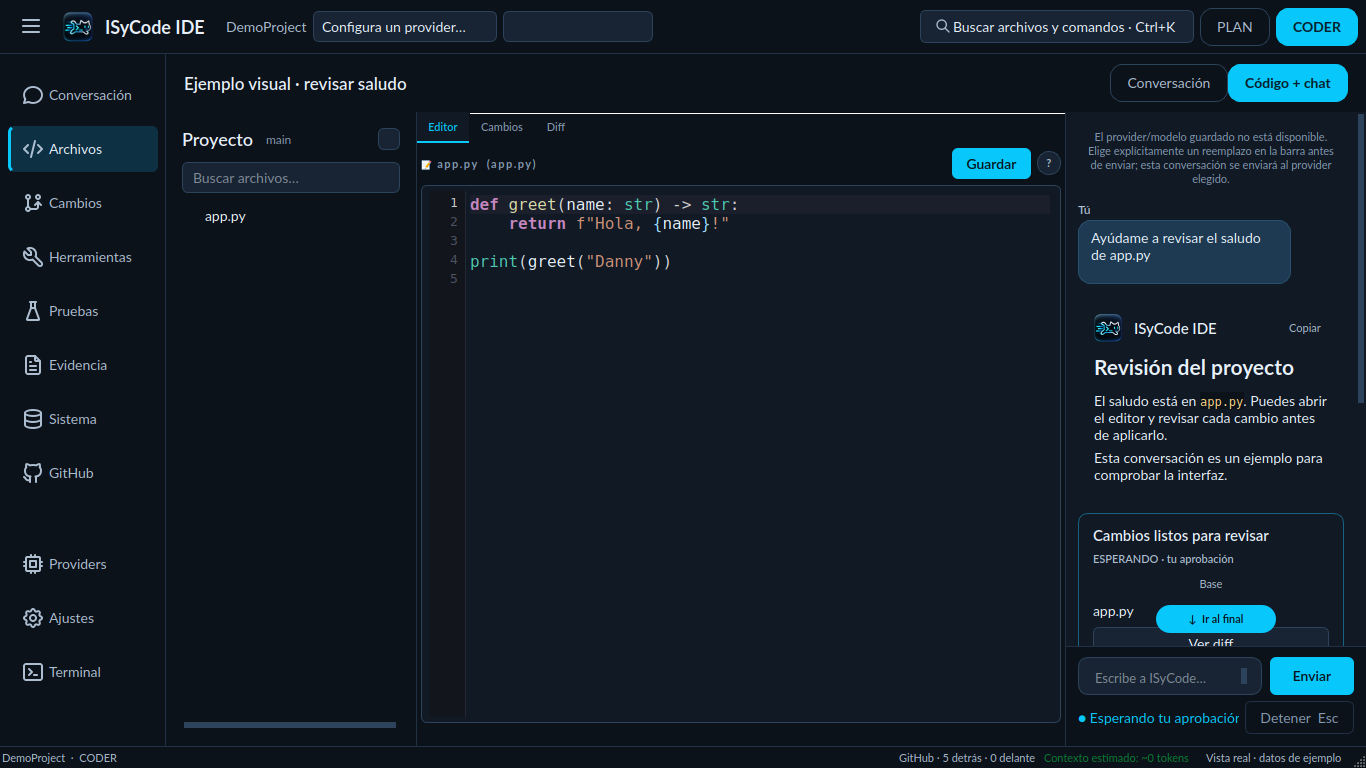 ISyCode IDE
DemoProject
Configura un provider...
Buscar archivos y comandos · Ctrl+K
PLAN
CODER
Conversación
Archivos
Cambios
Herramientas
Pruebas
Evidencia
Sistema
GitHub
Providers
Ajustes
Terminal
Ejemplo visual · revisar saludo
Conversación
Código + chat
Proyecto main
Buscar archivos...
app.py
Editor
Cambios
Diff
app.py (app.py)
Guardar
?
1 def greet(name: str) -> str:
2     return f"Hola, {name}!"
3
4 print(greet("Danny"))
5
El provider/modelo guardado no está disponible.
Elige explícitamente un reemplazo en la barra antes
de enviar; esta conversación se enviará al provider
elegido.
Tú
Ayúdame a revisar el saludo
de app.py
ISyCode IDE
Copiar
Revisión del proyecto
El saludo está en app.py. Puedes abrir
el editor y revisar cada cambio antes
de aplicarlo.
Esta conversación es un ejemplo para
comprobar la interfaz.
Cambios listos para revisar
ESPERANDO · tu aprobación
Base
app.py
↓ Ir al final
Ver diff
Escribe a ISyCode...
Enviar
● Esperando tu aprobación
Detener Esc
DemoProject · CODER
GitHub · 5 detrás · 0 delante
Contexto estimado: ~0 tokens
Vista real · datos de ejemplo